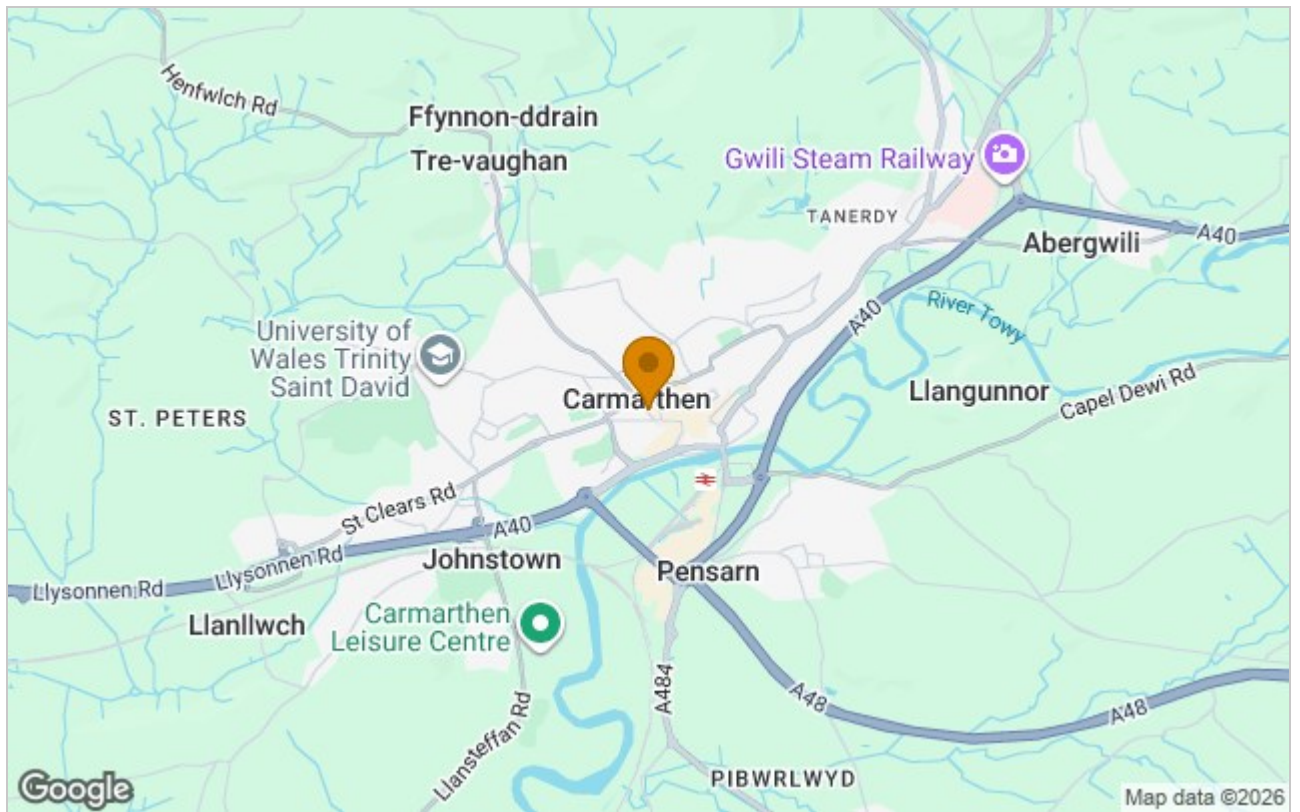 Henfwlch Rd
Ffynnon-ddrain
Tre-vaughan
Gwili Steam Railway
TANERDY
Abergwili
A40
River Towy
A40
University of
Wales Trinity
Saint David
Carmarthen
Llangunnor
Capel Dewi Rd
ST. PETERS
St Clears Rd
A40
Llysonnen Rd
Llysonnen Rd
Johnstown
Pensarn
Llanllwch
Carmarthen
Leisure Centre
A484
A48
A48
Llansteffan Rd
PIBWRLWYD
Google
Map data ©2026